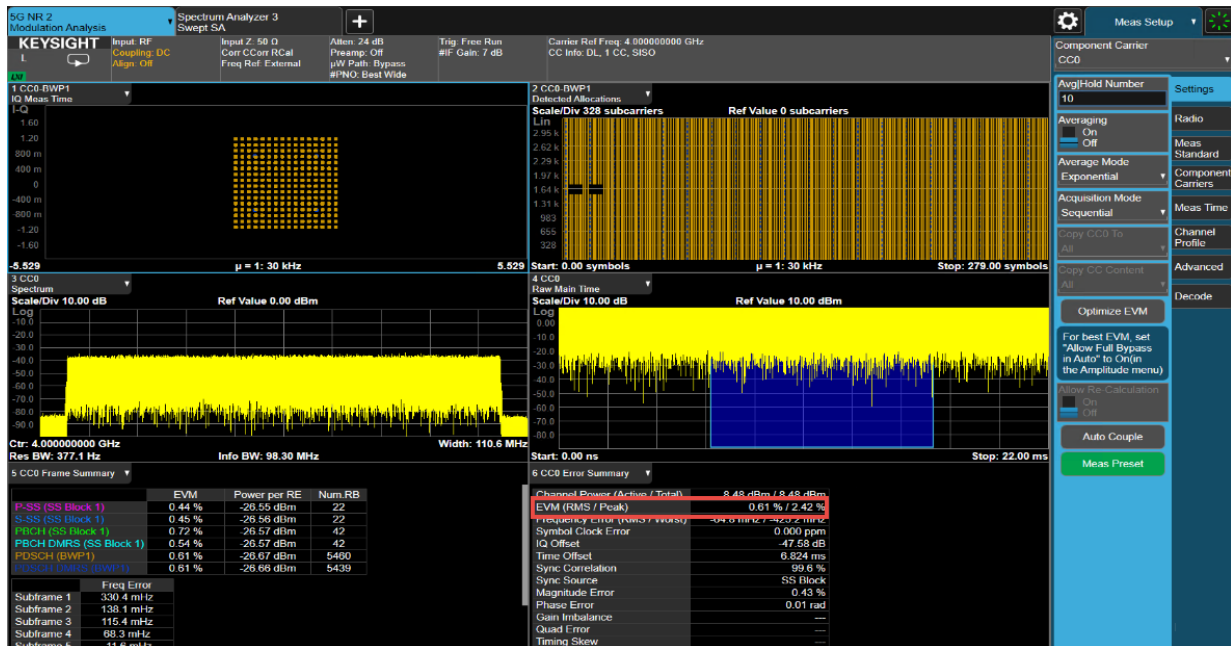 5G NR 2
Modulation Analysis
Spectrum Analyzer 3
Swept SA
+
Meas Setup
KEYSIGHT
L
LXI
Input: RF
Coupling: DC
Align: Off
Input Z: 50 Ω
Corr CCorr RCal
Freq Ref: External
Atten: 24 dB
Preamp: Off
µW Path: Bypass
#PNO: Best Wide
Trig: Free Run
#IF Gain: 7 dB
Carrier Ref Freq: 4.000000000 GHz
CC Info: DL, 1 CC, SISO
1 CC0-BWP1
IQ Meas Time
I-Q
1.60
1.20
800 m
400 m
0
-400 m
-800 m
-1.20
-1.60
-5.529 µ = 1: 30 kHz 5.529
2 CC0-BWP1
Detected Allocations
Scale/Div 328 subcarriers Ref Value 0 subcarriers
Lin
2.95 k
2.62 k
2.29 k
1.97 k
1.64 k
1.31 k
983
655
328
Start: 0.00 symbols µ = 1: 30 kHz Stop: 279.00 symbols
3 CC0
Spectrum
Scale/Div 10.00 dB Ref Value 0.00 dBm
Log
-10.0
-20.0
-30.0
-40.0
-50.0
-60.0
-70.0
-80.0
-90.0
Ctr: 4.000000000 GHz Width: 110.6 MHz
Res BW: 377.1 Hz Info BW: 98.30 MHz
4 CC0
Raw Main Time
Scale/Div 10.00 dB Ref Value 10.00 dBm
Log
0.00
-10.0
-20.0
-30.0
-40.0
-50.0
-60.0
-70.0
-80.0
Start: 0.00 ns Stop: 22.00 ms
5 CC0 Frame Summary
EVM Power per RE Num.RB
P-SS (SS Block 1) 0.44 % -26.55 dBm 22
S-SS (SS Block 1) 0.45 % -26.56 dBm 22
PBCH (SS Block 1) 0.72 % -26.57 dBm 42
PBCH DMRS (SS Block 1) 0.54 % -26.57 dBm 42
PDSCH (BWP1) 0.61 % -26.67 dBm 5460
PDSCH DMRS (BWP1) 0.61 % -26.66 dBm 5439
Freq Error
Subframe 1 330.4 mHz
Subframe 2 138.1 mHz
Subframe 3 115.4 mHz
Subframe 4 68.3 mHz
Subframe 5 -11.6 mHz
6 CC0 Error Summary
Channel Power (Active / Total) 8.48 dBm / 8.48 dBm
EVM (RMS / Peak) 0.61 % / 2.42 %
Frequency Error (RMS / Worst) -64.8 mHz / -425.2 mHz
Symbol Clock Error 0.000 ppm
IQ Offset -47.58 dB
Time Offset 6.824 ms
Sync Correlation 99.6 %
Sync Source SS Block
Magnitude Error 0.43 %
Phase Error 0.01 rad
Gain Imbalance ---
Quad Error ---
Timing Skew ---
Component Carrier
CC0
Avg|Hold Number
10
Averaging
On
Off
Average Mode
Exponential
Acquisition Mode
Sequential
Copy CC0 To
All
Copy CC Content
All
Optimize EVM
For best EVM, set
"Allow Full Bypass
in Auto" to On(in
the Amplitude menu)
Allow Re-Calculation
On
Off
Auto Couple
Meas Preset
Settings
Radio
Meas
Standard
Component
Carriers
Meas Time
Channel
Profile
Advanced
Decode